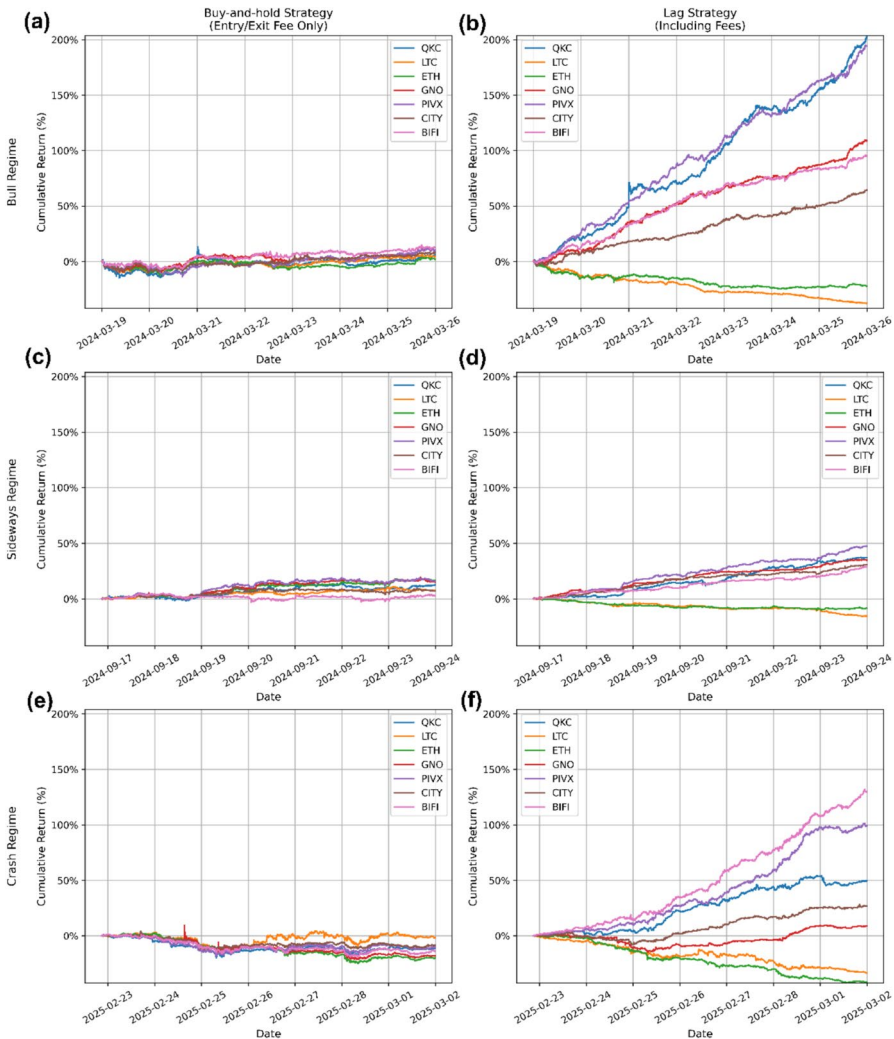 (a)
Buy-and-hold Strategy
(Entry/Exit Fee Only)
Bull Regime
Cumulative Return (%)
200%
150%
100%
50%
0%
QKC
LTC
ETH
GNO
PIVX
CITY
BIFI
2024-03-19
2024-03-20
2024-03-21
2024-03-22
2024-03-23
2024-03-24
2024-03-25
2024-03-26
Date
(b)
Lag Strategy
(Including Fees)
Cumulative Return (%)
200%
150%
100%
50%
0%
QKC
LTC
ETH
GNO
PIVX
CITY
BIFI
2024-03-19
2024-03-20
2024-03-21
2024-03-22
2024-03-23
2024-03-24
2024-03-25
2024-03-26
Date
(c)
Sideways Regime
Cumulative Return (%)
200%
150%
100%
50%
0%
QKC
LTC
ETH
GNO
PIVX
CITY
BIFI
2024-09-17
2024-09-18
2024-09-19
2024-09-20
2024-09-21
2024-09-22
2024-09-23
2024-09-24
Date
(d)
Cumulative Return (%)
200%
150%
100%
50%
0%
QKC
LTC
ETH
GNO
PIVX
CITY
BIFI
2024-09-17
2024-09-18
2024-09-19
2024-09-20
2024-09-21
2024-09-22
2024-09-23
2024-09-24
Date
(e)
Crash Regime
Cumulative Return (%)
200%
150%
100%
50%
0%
QKC
LTC
ETH
GNO
PIVX
CITY
BIFI
2025-02-23
2025-02-24
2025-02-25
2025-02-26
2025-02-27
2025-02-28
2025-03-01
2025-03-02
Date
(f)
Cumulative Return (%)
200%
150%
100%
50%
0%
QKC
LTC
ETH
GNO
PIVX
CITY
BIFI
2025-02-23
2025-02-24
2025-02-25
2025-02-26
2025-02-27
2025-02-28
2025-03-01
2025-03-02
Date